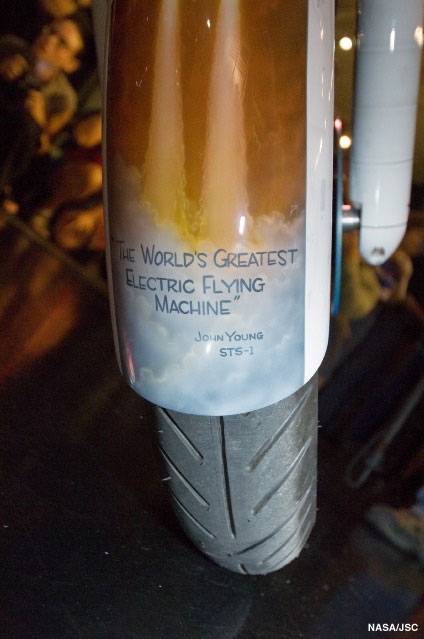 "THE WORLD'S GREATEST
ELECTRIC FLYING
MACHINE"
JOHN YOUNG
STS-1
NASA/JSC